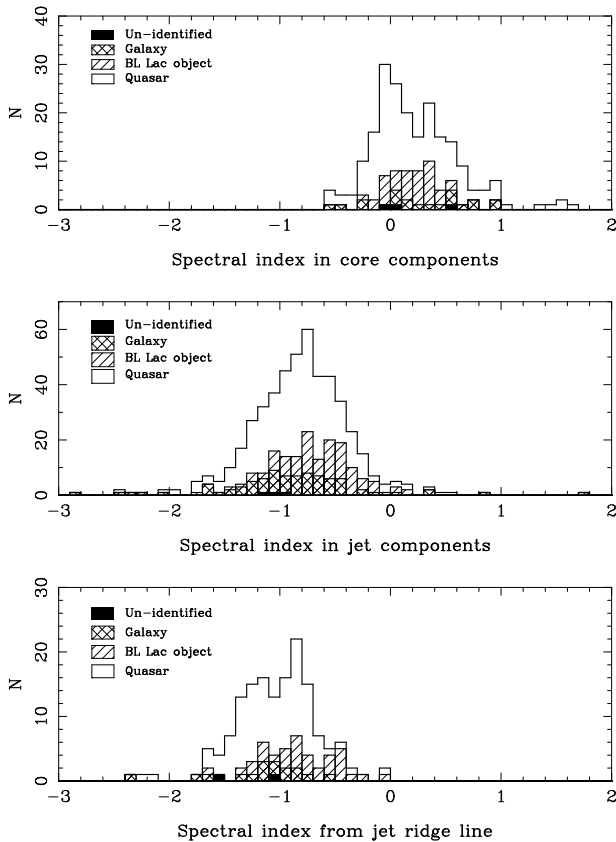 40
30
20
10
0
N
Un-identified
Galaxy
BL Lac object
Quasar
−3 −2 −1 0 1 2
Spectral index in core components
60
40
20
0
N
Un-identified
Galaxy
BL Lac object
Quasar
−3 −2 −1 0 1 2
Spectral index in jet components
30
20
10
0
N
Un-identified
Galaxy
BL Lac object
Quasar
−3 −2 −1 0 1 2
Spectral index from jet ridge line